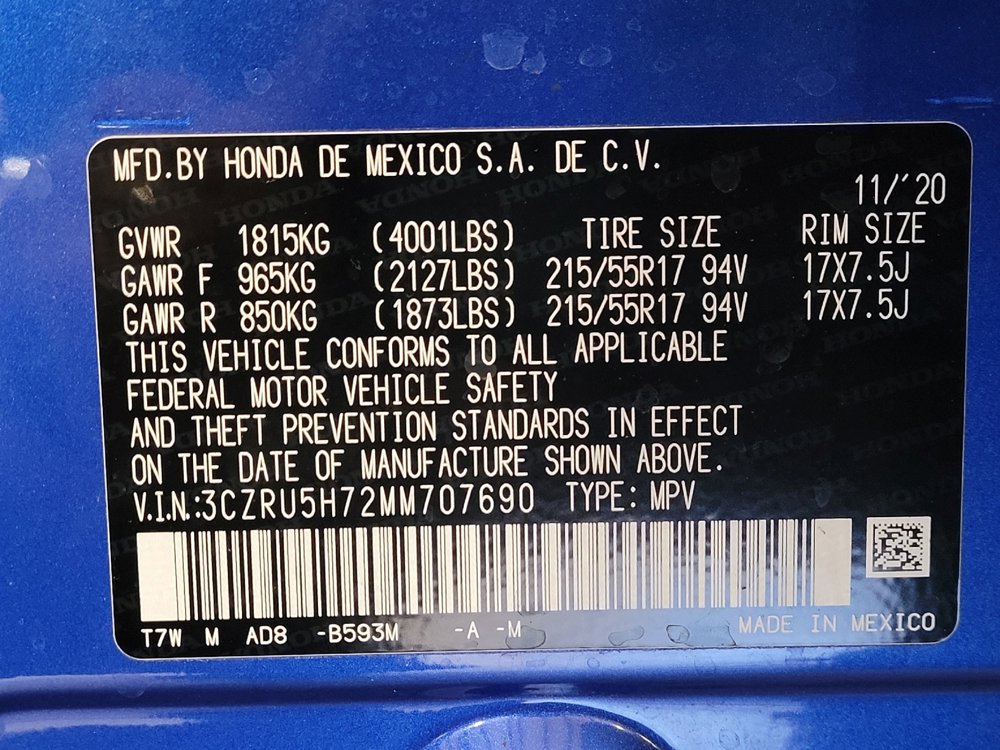 MFD.BY HONDA DE MEXICO S.A. DE C.V.
11/'20
GVWR 1815KG (4001LBS) TIRE SIZE RIM SIZE
GAWR F 965KG (2127LBS) 215/55R17 94V 17X7.5J
GAWR R 850KG (1873LBS) 215/55R17 94V 17X7.5J
THIS VEHICLE CONFORMS TO ALL APPLICABLE
FEDERAL MOTOR VEHICLE SAFETY
AND THEFT PREVENTION STANDARDS IN EFFECT
ON THE DATE OF MANUFACTURE SHOWN ABOVE.
V.I.N.:3CZRU5H72MM707690 TYPE: MPV
T7W M AD8 -B593M -A -M MADE IN MEXICO